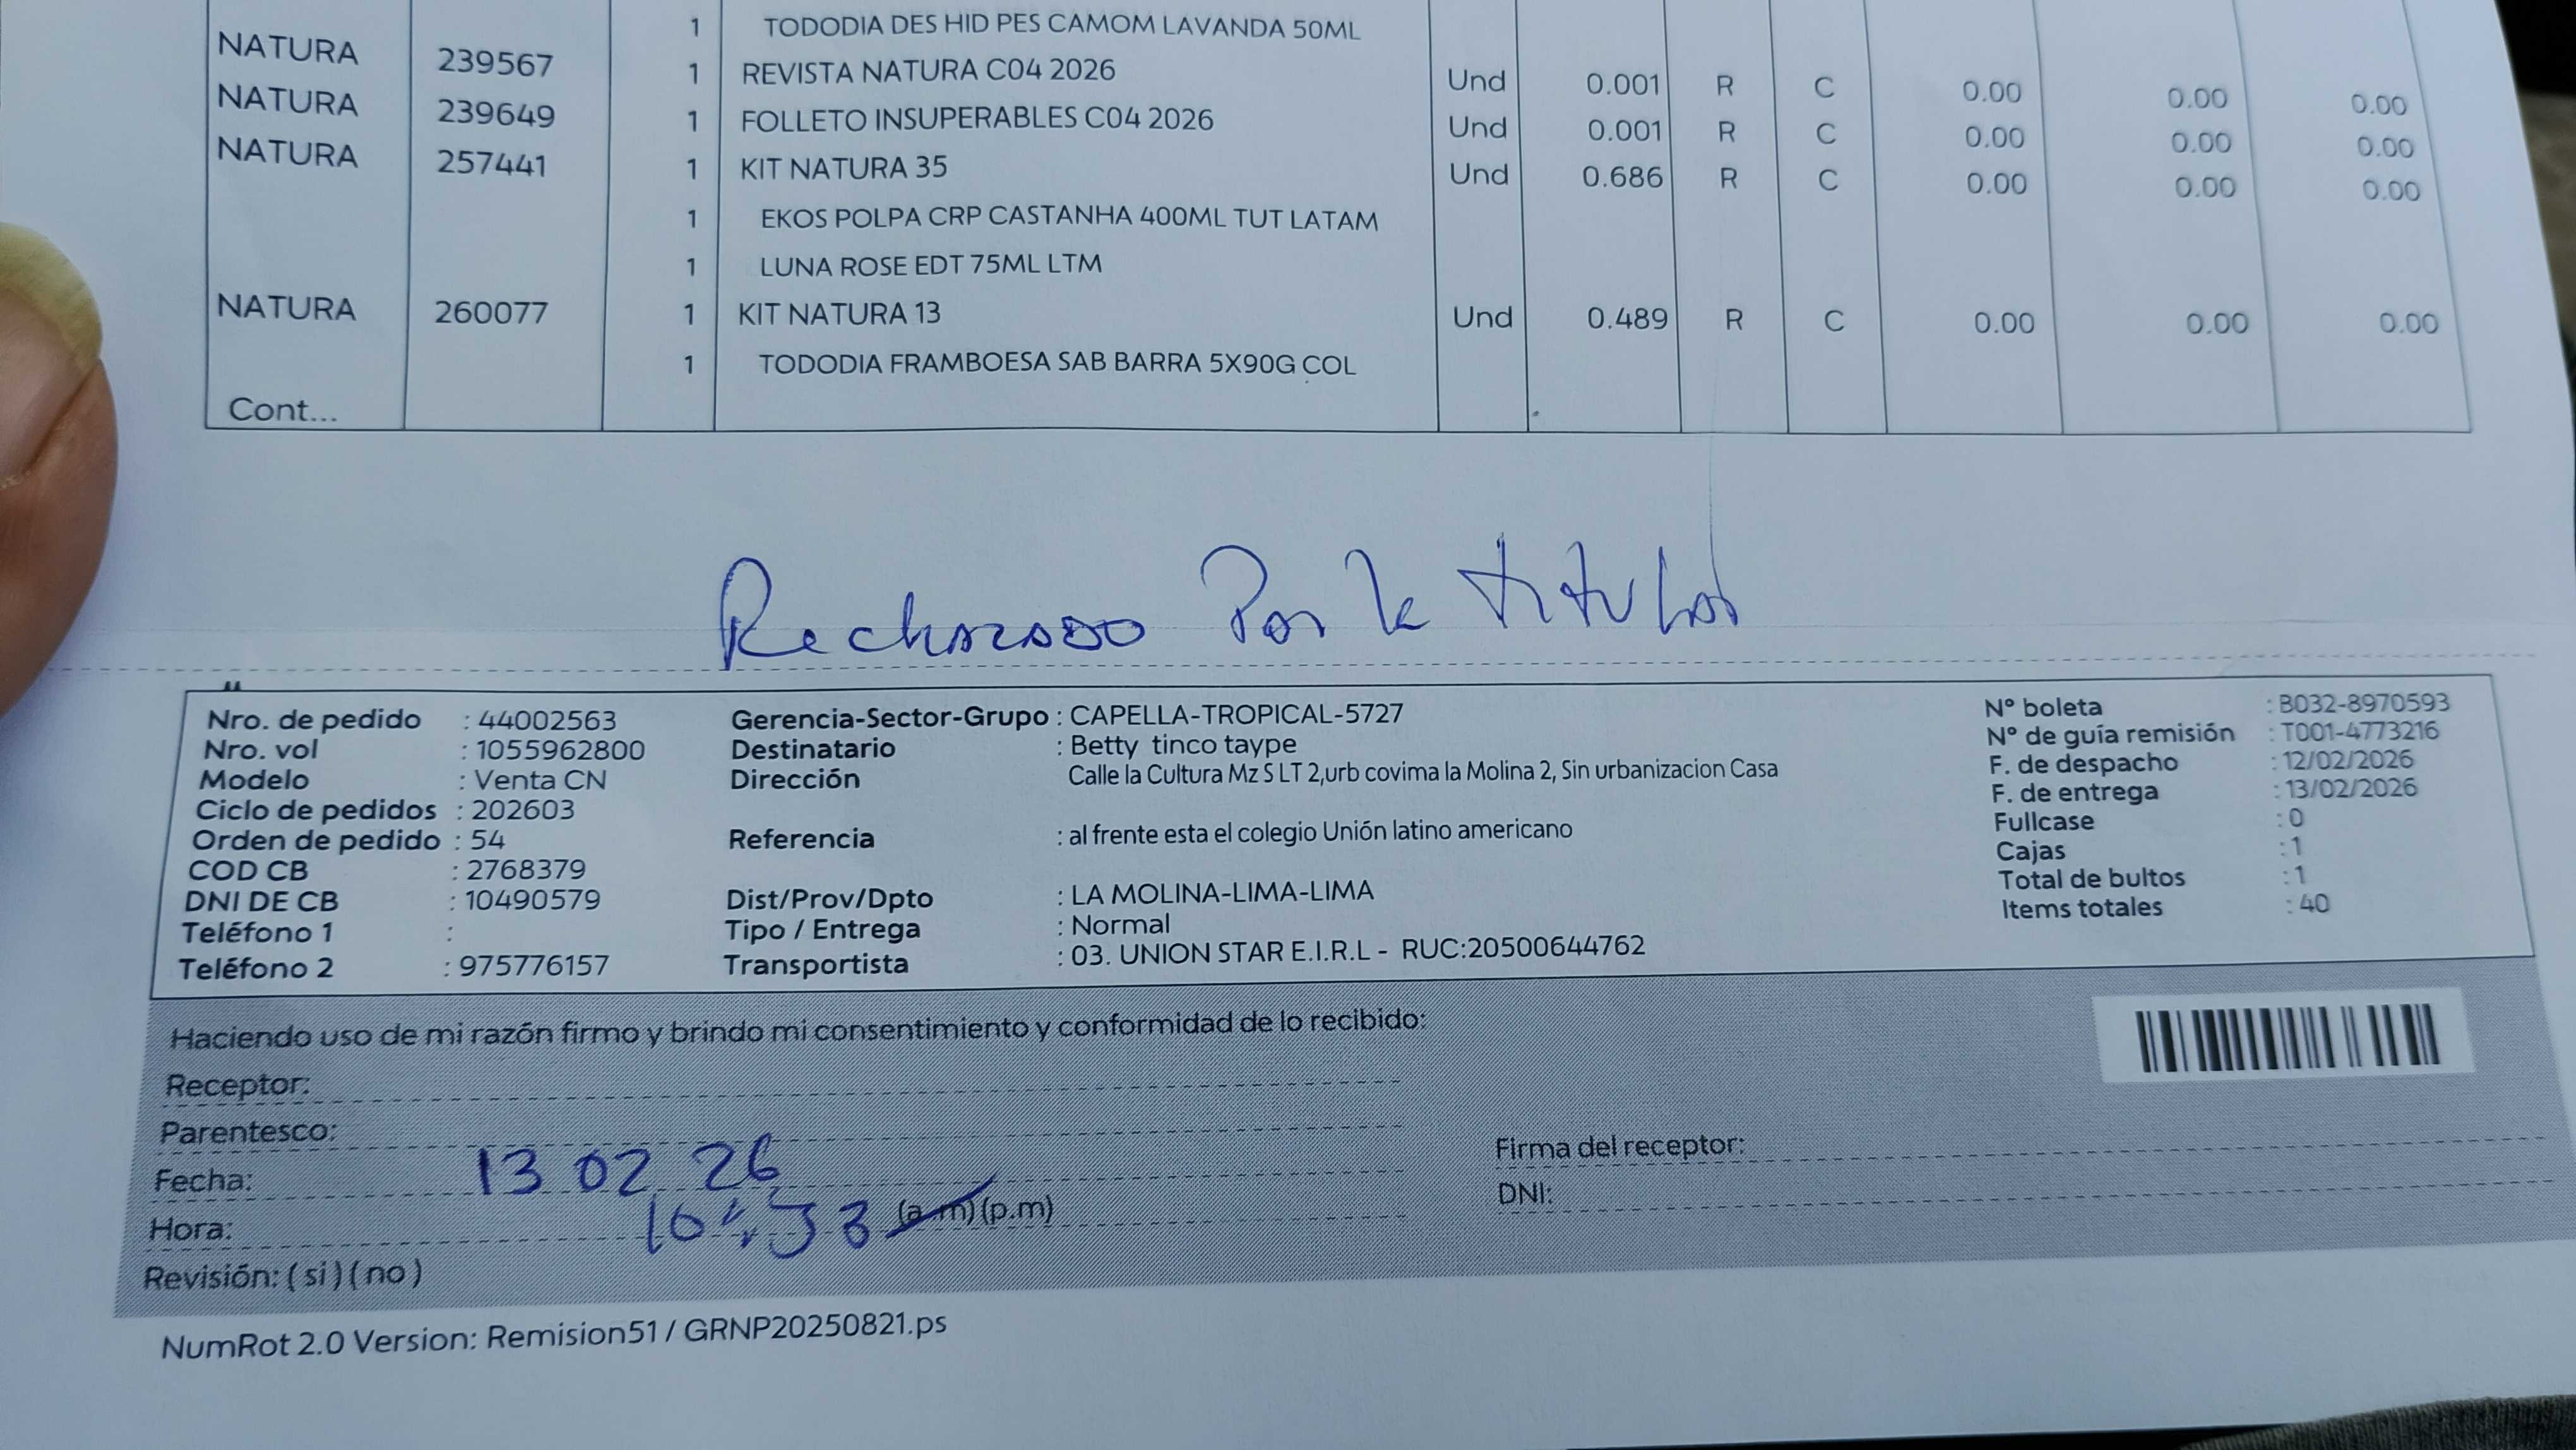 1 TODODIA DES HID PES CAMOM LAVANDA 50ML
NATURA 239567 1 REVISTA NATURA C04 2026 Und 0.001 R C 0.00 0.00 0.00
NATURA 239649 1 FOLLETO INSUPERABLES C04 2026 Und 0.001 R C 0.00 0.00 0.00
NATURA 257441 1 KIT NATURA 35 Und 0.686 R C 0.00 0.00 0.00
1 EKOS POLPA CRP CASTANHA 400ML TUT LATAM
1 LUNA ROSE EDT 75ML LTM
NATURA 260077 1 KIT NATURA 13 Und 0.489 R C 0.00 0.00 0.00
1 TODODIA FRAMBOESA SAB BARRA 5X90G COL
Cont...
Rechazado Por la titular
Nro. de pedido : 44002563
Nro. vol : 1055962800
Modelo : Venta CN
Ciclo de pedidos : 202603
Orden de pedido : 54
COD CB : 2768379
DNI DE CB : 10490579
Teléfono 1 :
Teléfono 2 : 975776157
Gerencia-Sector-Grupo : CAPELLA-TROPICAL-5727
Destinatario : Betty tinco taype
Dirección Calle la Cultura Mz S LT 2,urb covima la Molina 2, Sin urbanizacion Casa
Referencia : al frente esta el colegio Unión latino americano
Dist/Prov/Dpto : LA MOLINA-LIMA-LIMA
Tipo / Entrega : Normal
Transportista : 03. UNION STAR E.I.R.L - RUC:20500644762
N° boleta : B032-8970593
N° de guía remisión : T001-4773216
F. de despacho : 12/02/2026
F. de entrega : 13/02/2026
Fullcase : 0
Cajas : 1
Total de bultos : 1
Items totales : 40
Haciendo uso de mi razón firmo y brindo mi consentimiento y conformidad de lo recibido:
Receptor:
Parentesco:
Fecha: 13 02 26
Hora: (a.m) (p.m)
Revisión: ( si ) ( no )
Firma del receptor:
DNI:
NumRot 2.0 Version: Remision51 / GRNP20250821.ps